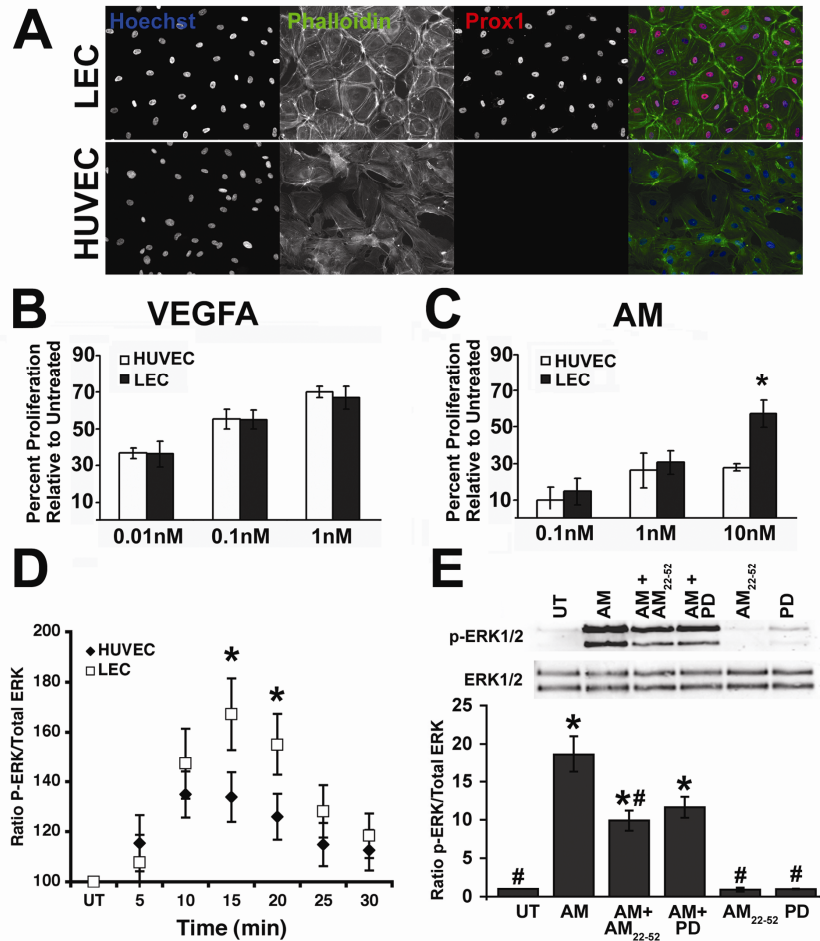 A
Hoechst
Phalloidin
Prox1
LEC
HUVEC
B
VEGFA
Percent Proliferation
Relative to Untreated
90
70
50
30
10
HUVEC
LEC
0.01nM
0.1nM
1nM
C
AM
Percent Proliferation
Relative to Untreated
90
70
50
30
10
HUVEC
LEC
*
0.1nM
1nM
10nM
D
Ratio P-ERK/Total ERK
200
180
160
140
120
100
HUVEC
LEC
*
*
UT
5
10
15
20
25
30
Time (min)
E
UT
AM
AM +
AM22-52
AM +
PD
AM22-52
PD
p-ERK1/2
ERK1/2
Ratio p-ERK/Total ERK
25
20
15
10
5
0
#
*
*#
*
#
#
UT
AM
AM+
AM22-52
AM+
PD
AM22-52
PD